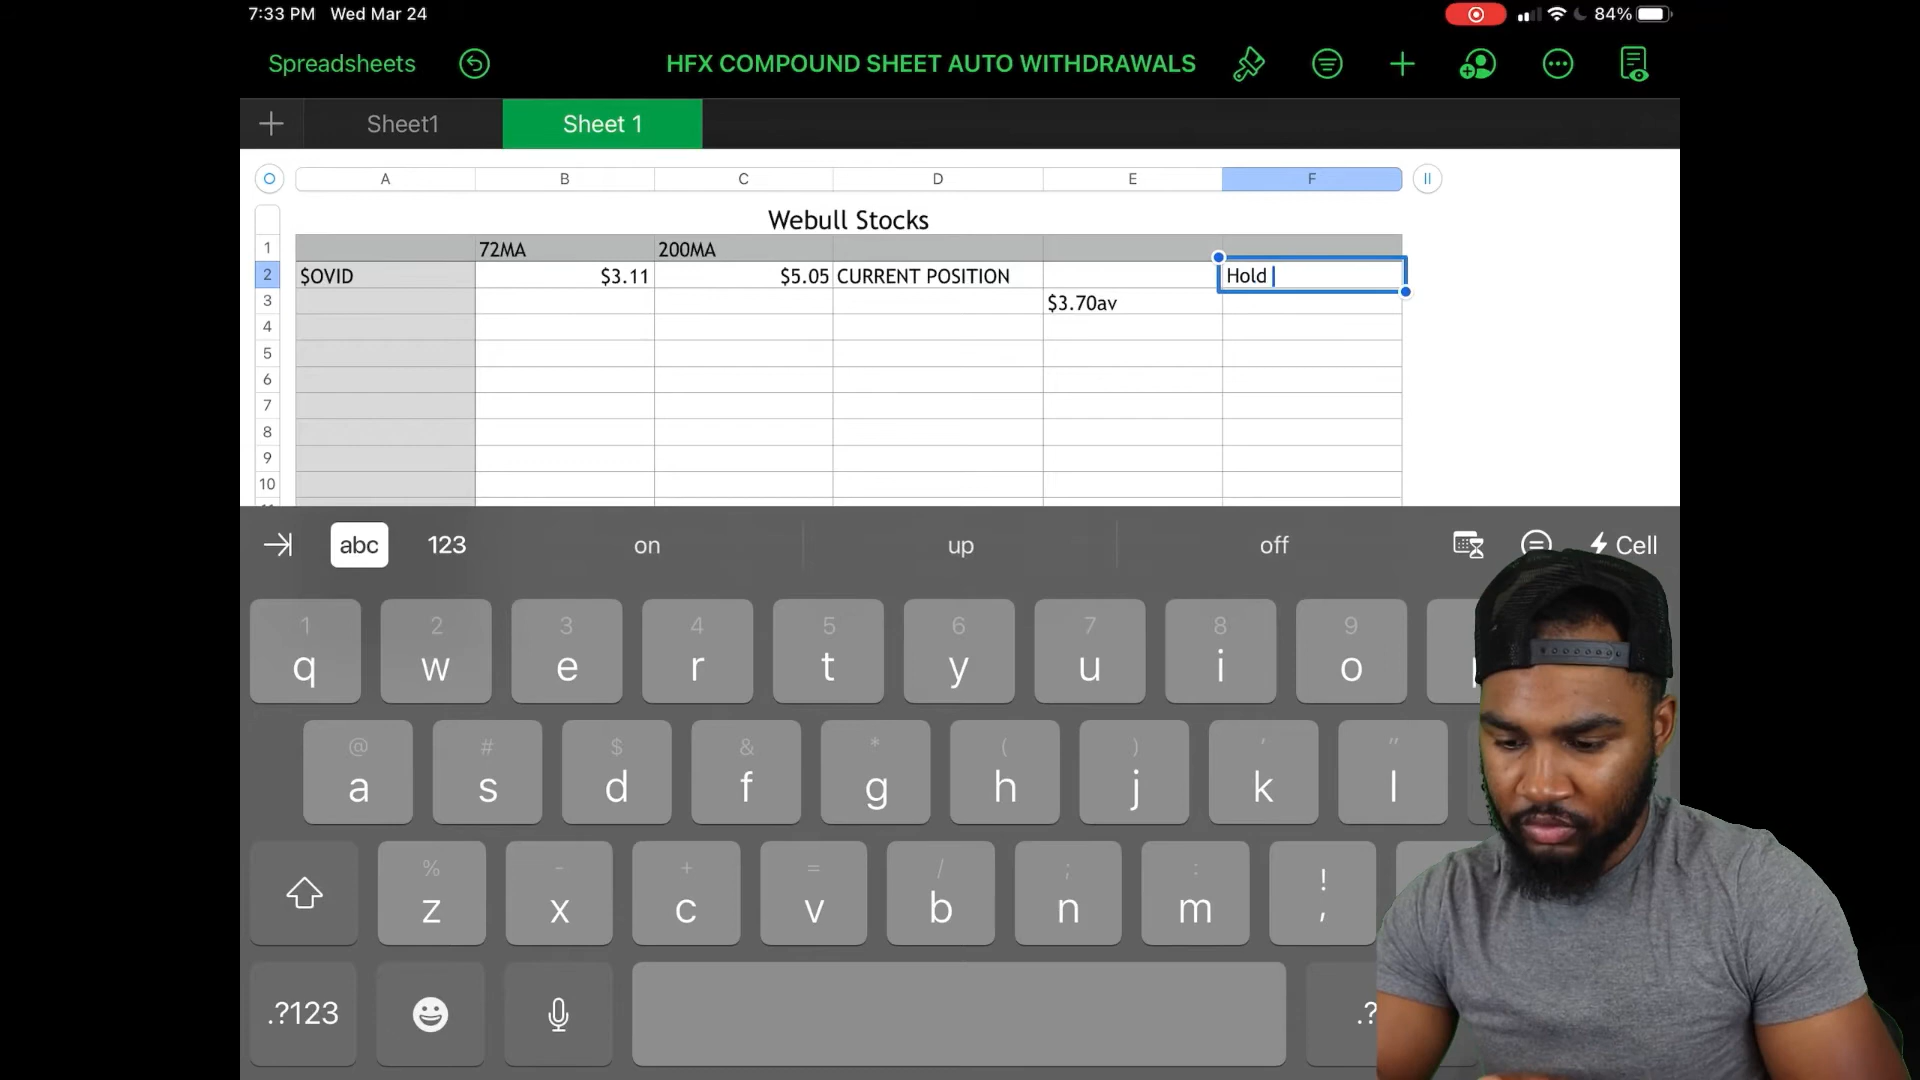 7:33 PM Wed Mar 24
84%
Spreadsheets
HFX COMPOUND SHEET AUTO WITHDRAWALS
Sheet1
Sheet 1
A B C D E F
Webull Stocks
1 72MA 200MA
2 $OVID $3.11 $5.05 CURRENT POSITION Hold
3 $3.70av
4
5
6
7
8
9
10
abc 123 on up off Cell
1 2 3 4 5 6 7 8 9
q w e r t y u i o
@ # $ & * ( ) ' "
a s d f g h j k l
% - + = / ; : !
z x c v b n m ,
.?123 .?